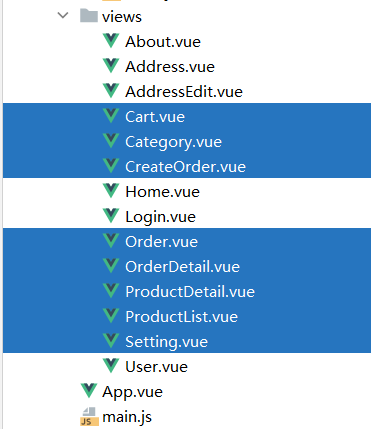 views
About.vue
Address.vue
AddressEdit.vue
Cart.vue
Category.vue
CreateOrder.vue
Home.vue
Login.vue
Order.vue
OrderDetail.vue
ProductDetail.vue
ProductList.vue
Setting.vue
User.vue
App.vue
JS main.js